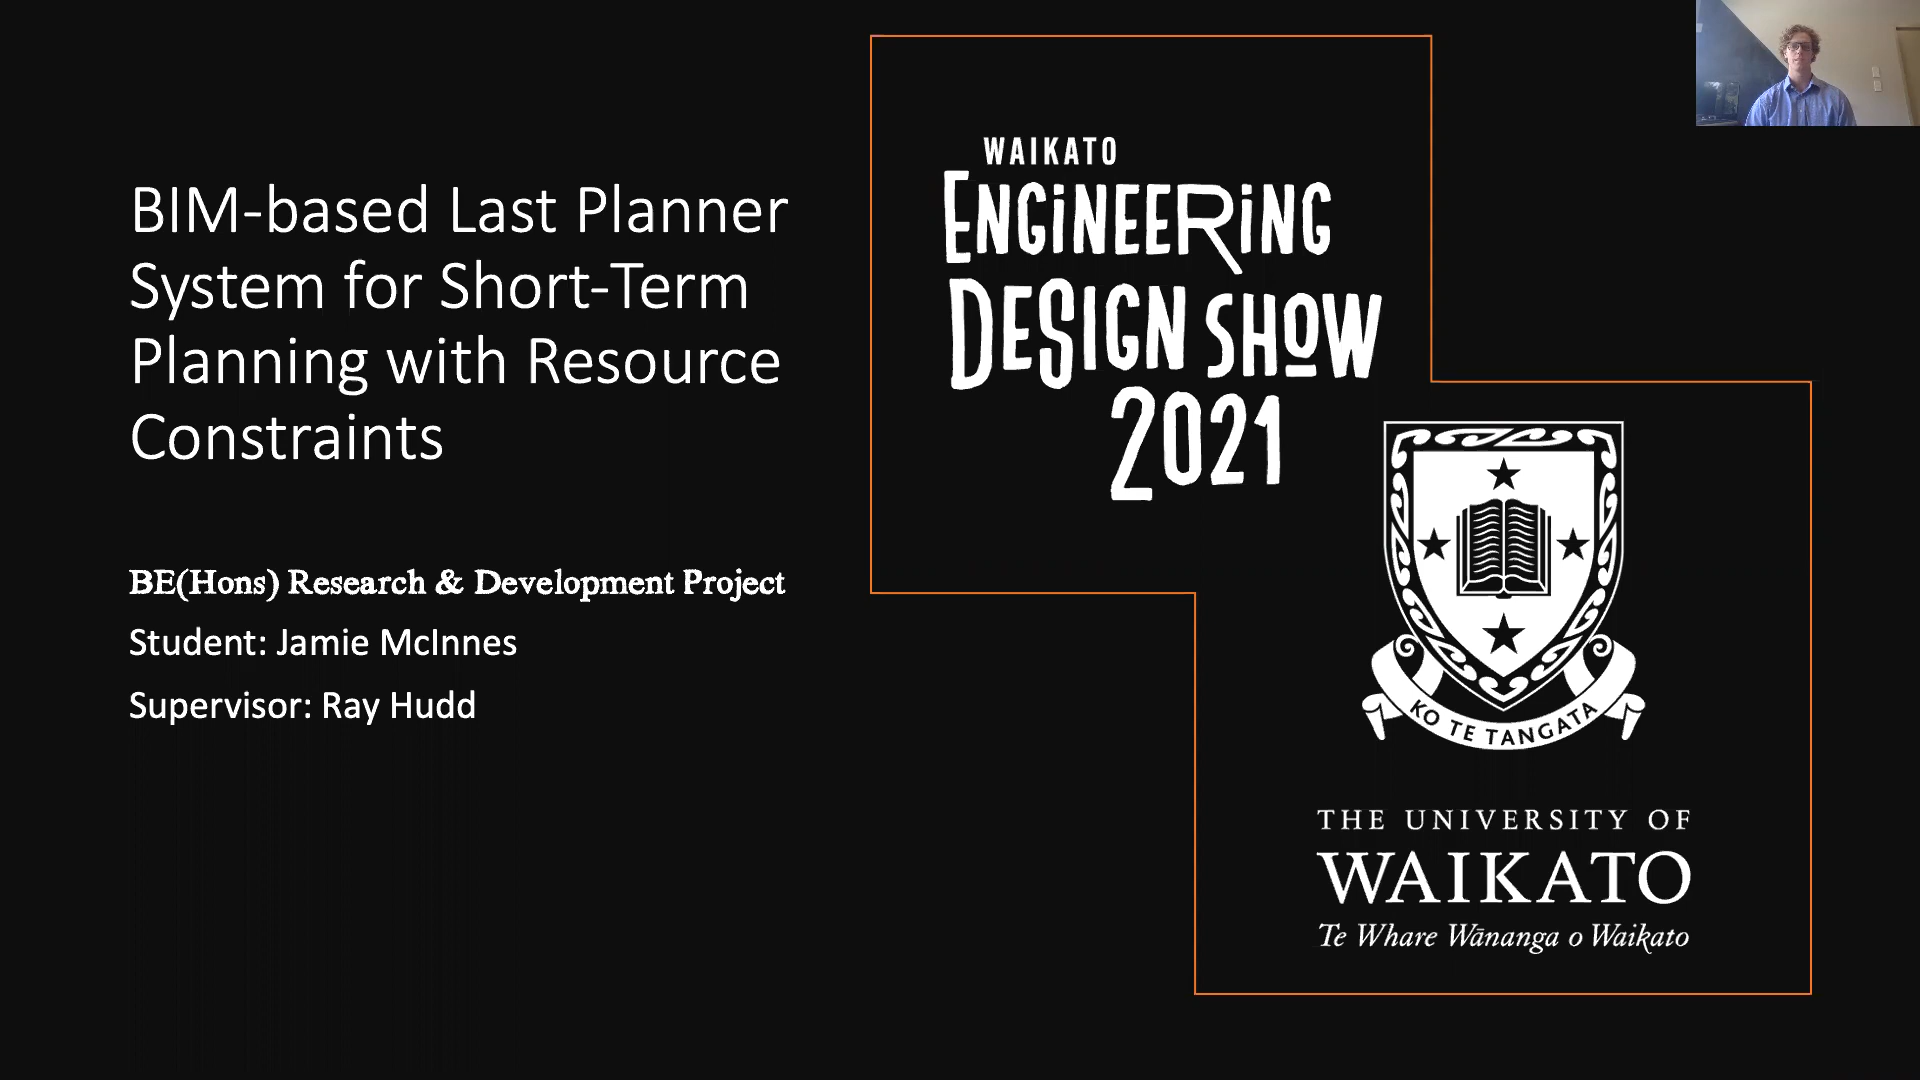 BIM-based Last Planner
System for Short-Term
Planning with Resource
Constraints
BE(Hons) Research & Development Project
Student: Jamie McInnes
Supervisor: Ray Hudd
WAIKATO
ENGiNEERiNG
DESIGN SHOW
2021
KO TE TANGATA
THE UNIVERSITY OF
WAIKATO
Te Whare Wānanga o Waikato